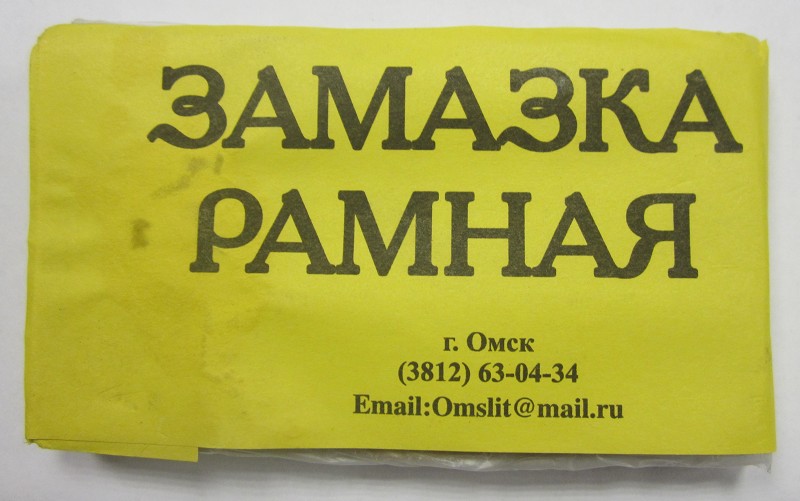 ЗАМАЗКА
РАМНАЯ
г. Омск
(3812) 63-04-34
Email:Omslit@mail.ru